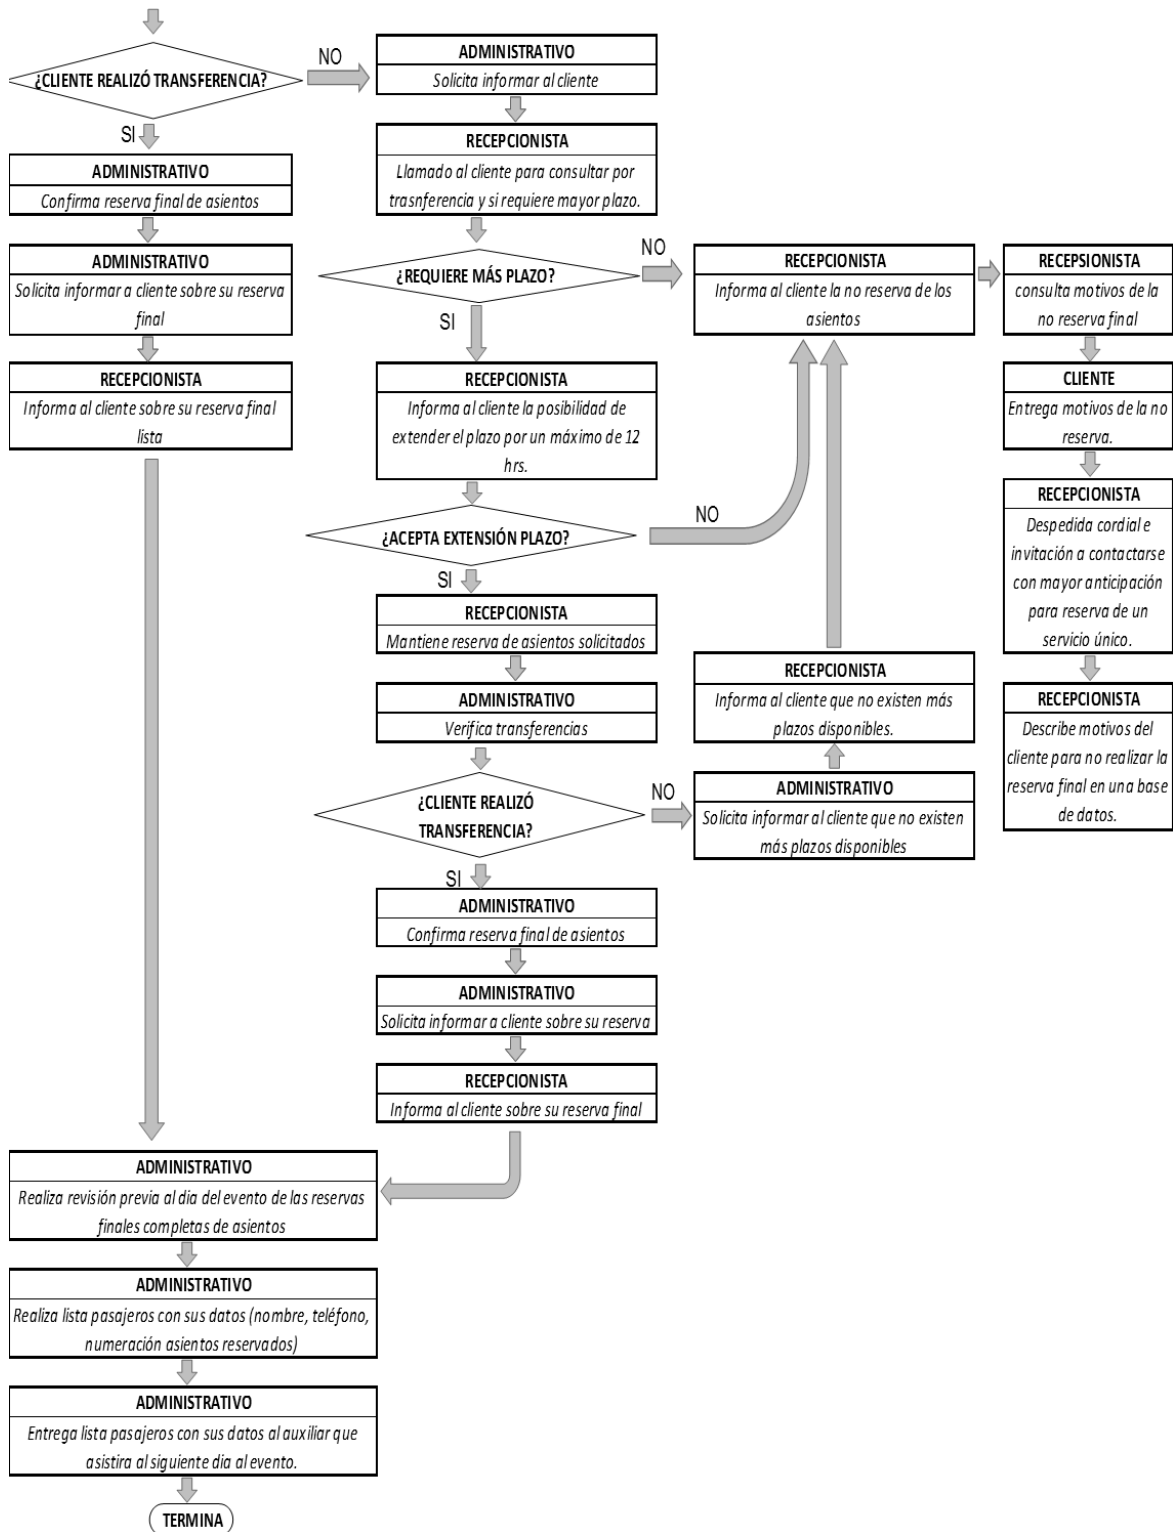 ¿CLIENTE REALIZÓ TRANSFERENCIA?
NO
SI
ADMINISTRATIVO
Confirma reserva final de asientos
ADMINISTRATIVO
Solicita informar a cliente sobre su reserva
final
RECEPCIONISTA
Informa al cliente sobre su reserva final
lista
ADMINISTRATIVO
Solicita informar al cliente
RECEPCIONISTA
Llamado al cliente para consultar por
trasnferencia y si requiere mayor plazo.
¿REQUIERE MÁS PLAZO?
NO
SI
RECEPCIONISTA
Informa al cliente la posibilidad de
extender el plazo por un máximo de 12
hrs.
¿ACEPTA EXTENSIÓN PLAZO?
NO
SI
RECEPCIONISTA
Mantiene reserva de asientos solicitados
ADMINISTRATIVO
Verifica transferencias
¿CLIENTE REALIZÓ
TRANSFERENCIA?
NO
SI
ADMINISTRATIVO
Confirma reserva final de asientos
ADMINISTRATIVO
Solicita informar a cliente sobre su reserva
RECEPCIONISTA
Informa al cliente sobre su reserva final
RECEPCIONISTA
Informa al cliente la no reserva de los
asientos
RECEPCIONISTA
Informa al cliente que no existen más
plazos disponibles.
ADMINISTRATIVO
Solicita informar al cliente que no existen
más plazos disponibles
RECEPSIONISTA
consulta motivos de la
no reserva final
CLIENTE
Entrega motivos de la no
reserva.
RECEPCIONISTA
Despedida cordial e
invitación a contactarse
con mayor anticipación
para reserva de un
servicio único.
RECEPCIONISTA
Describe motivos del
cliente para no realizar la
reserva final en una base
de datos.
ADMINISTRATIVO
Realiza revisión previa al dia del evento de las reservas
finales completas de asientos
ADMINISTRATIVO
Realiza lista pasajeros con sus datos (nombre, teléfono,
numeración asientos reservados)
ADMINISTRATIVO
Entrega lista pasajeros con sus datos al auxiliar que
asistira al siguiente dia al evento.
TERMINA